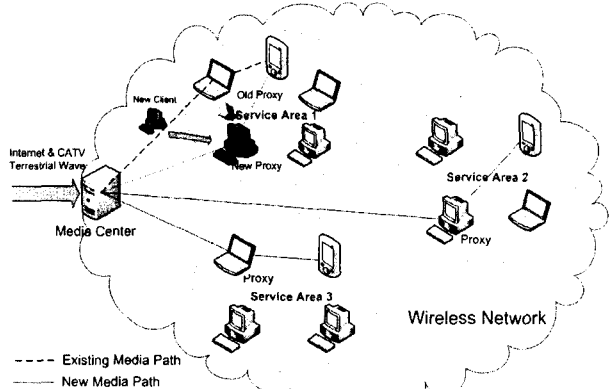 New Client
Old Proxy
Service Area 1
New Proxy
Internet & CATV
Terrestrial Wave
Media Center
Service Area 2
Proxy
Proxy
Service Area 3
Wireless Network
Existing Media Path
New Media Path